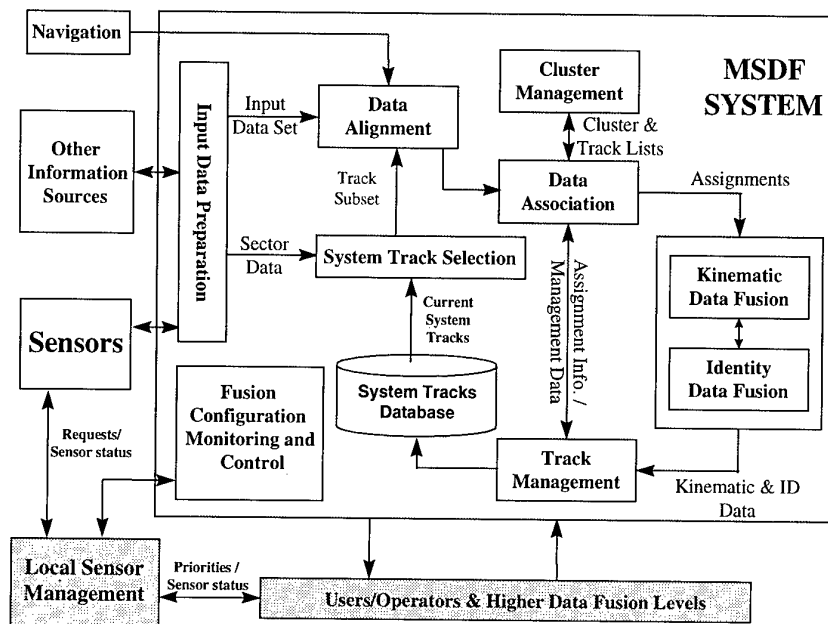 Navigation
MSDF
SYSTEM
Cluster
Management
Data
Alignment
Input
Data Set
Input Data Preparation
Cluster &
Track Lists
Other
Information
Sources
Track
Subset
Data
Association
Assignments
Sector
Data
System Track Selection
Assignment Info. /
Management Data
Kinematic
Data Fusion
Identity
Data Fusion
Current
System
Tracks
Sensors
System Tracks
Database
Fusion
Configuration
Monitoring and
Control
Requests/
Sensor status
Track
Management
Kinematic & ID
Data
Local Sensor
Management
Priorities /
Sensor status
Users/Operators & Higher Data Fusion Levels